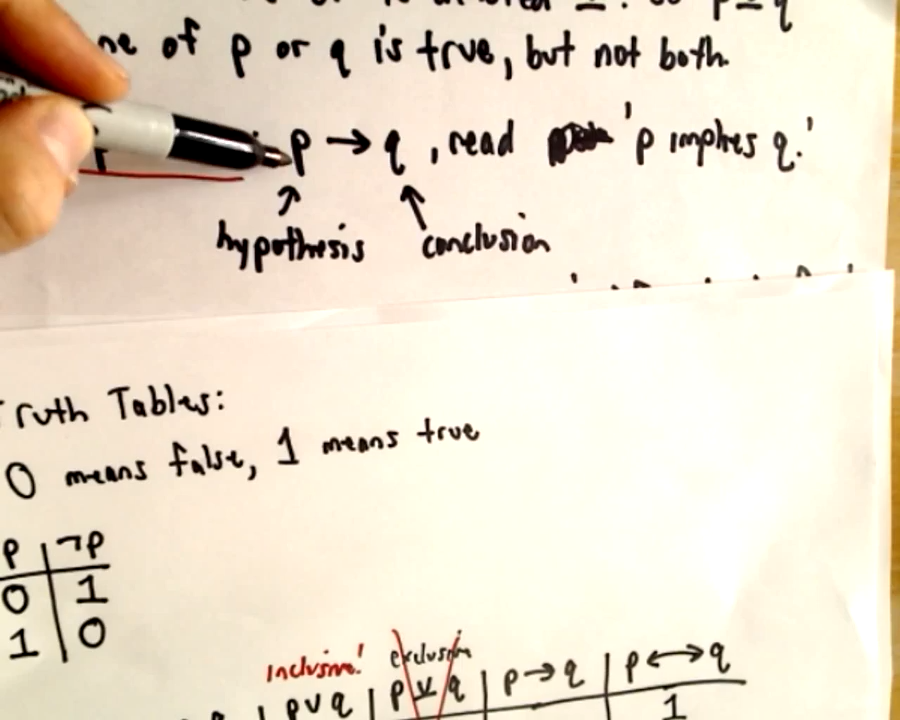 of p or q is true, but not both.
p → q, read 'p implies q.'
hypothesis conclusion
Truth Tables:
0 means false, 1 means true
p ¬p
0 1
1 0
Inclusive! exclusive
p∨q p⊻q p→q p↔q
1